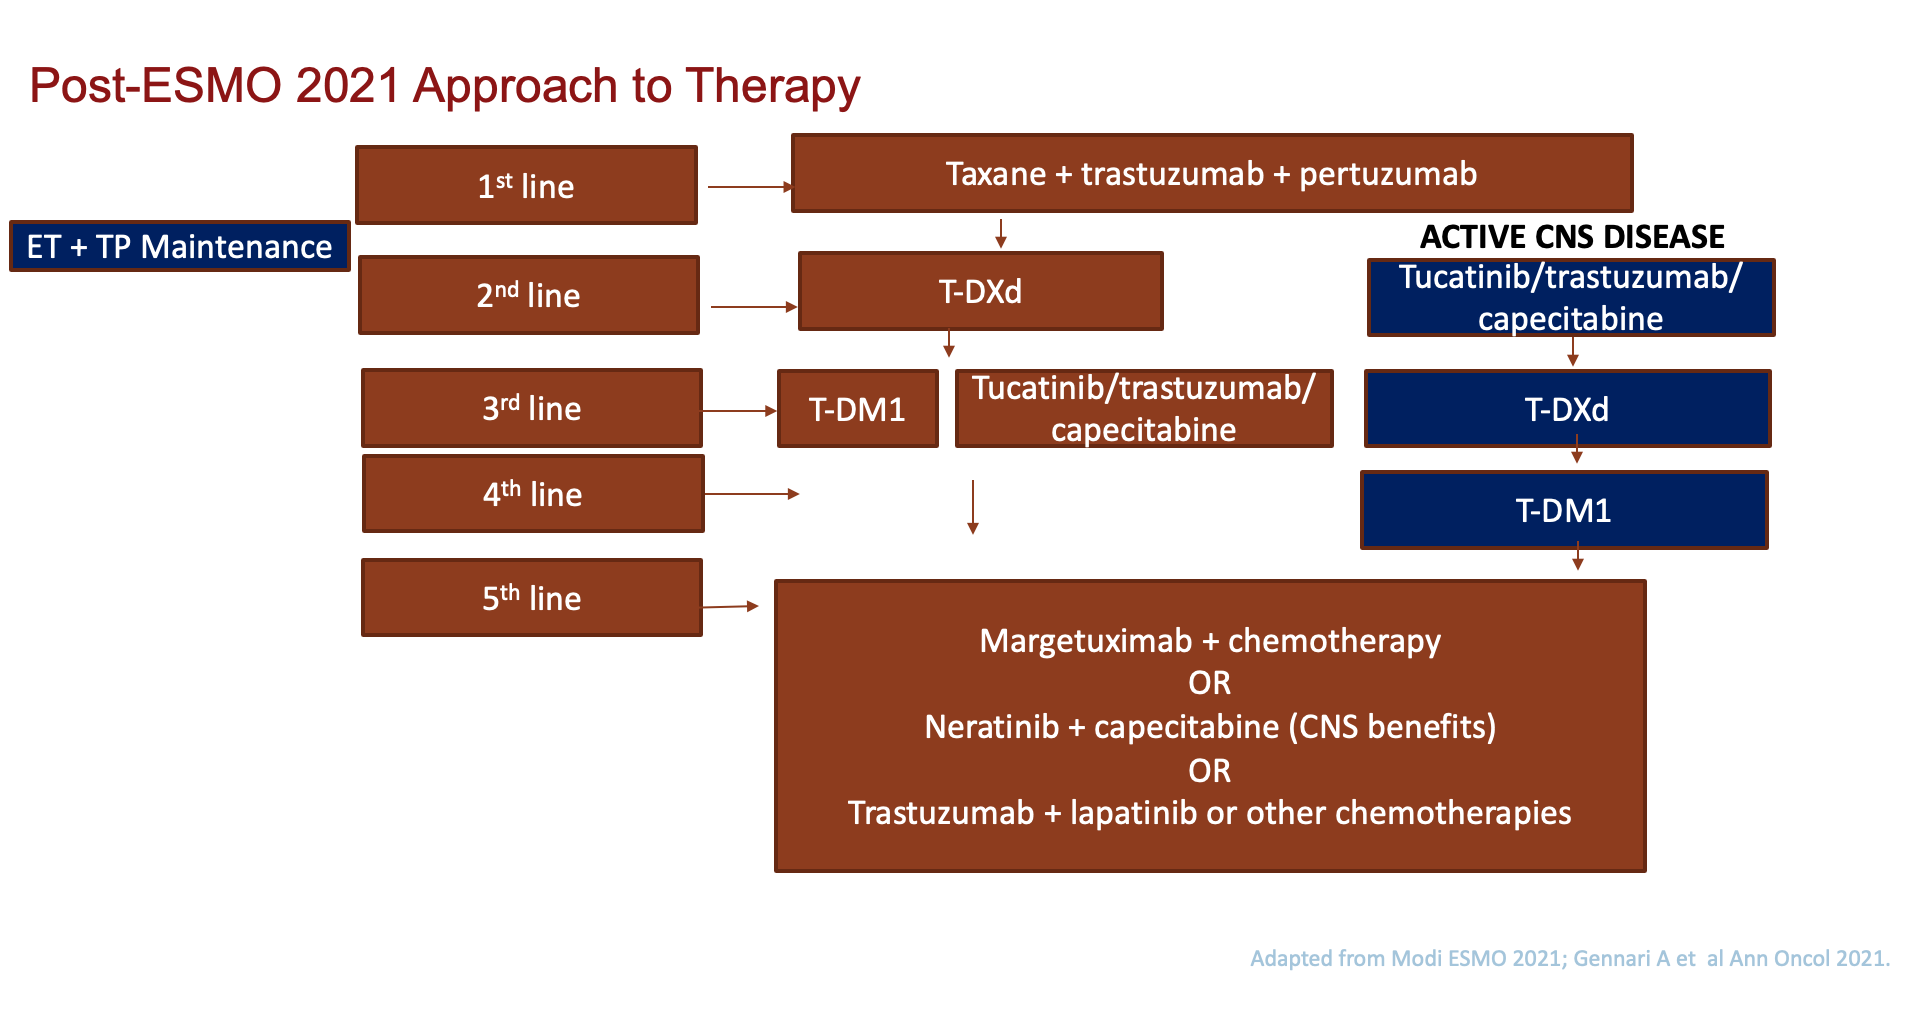 Post-ESMO 2021 Approach to Therapy
1st line
Taxane + trastuzumab + pertuzumab
ET + TP Maintenance
ACTIVE CNS DISEASE
2nd line
T-DXd
Tucatinib/trastuzumab/
capecitabine
3rd line
T-DM1
Tucatinib/trastuzumab/
capecitabine
T-DXd
4th line
T-DM1
5th line
Margetuximab + chemotherapy
OR
Neratinib + capecitabine (CNS benefits)
OR
Trastuzumab + lapatinib or other chemotherapies
Adapted from Modi ESMO 2021; Gennari A et  al Ann Oncol 2021.